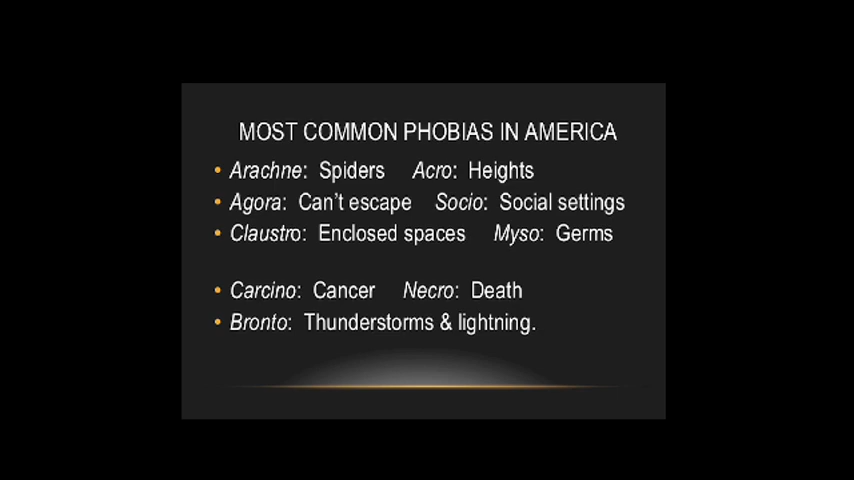 MOST COMMON PHOBIAS IN AMERICA
• Arachne: Spiders Acro: Heights
• Agora: Can't escape Socio: Social settings
• Claustro: Enclosed spaces Myso: Germs
• Carcino: Cancer Necro: Death
• Bronto: Thunderstorms & lightning.